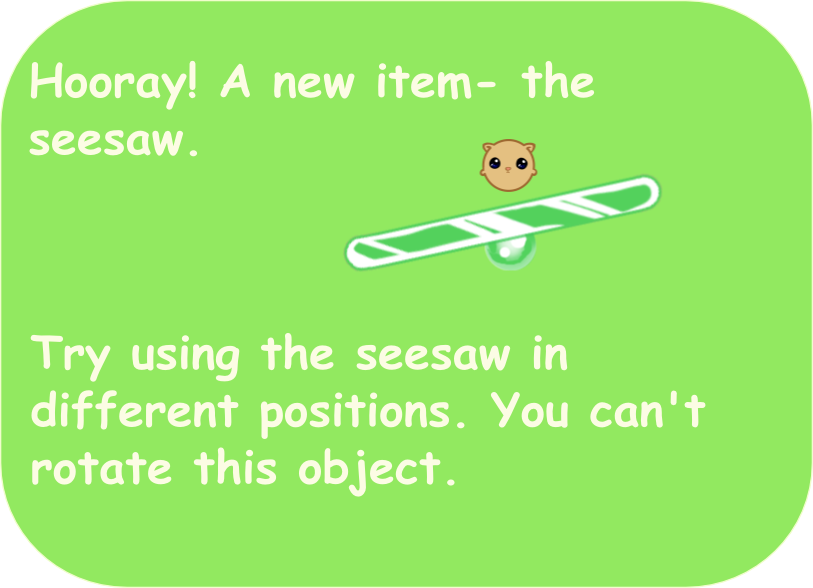 Hooray! A new item- the
seesaw.
Try using the seesaw in
different positions. You can't
rotate this object.